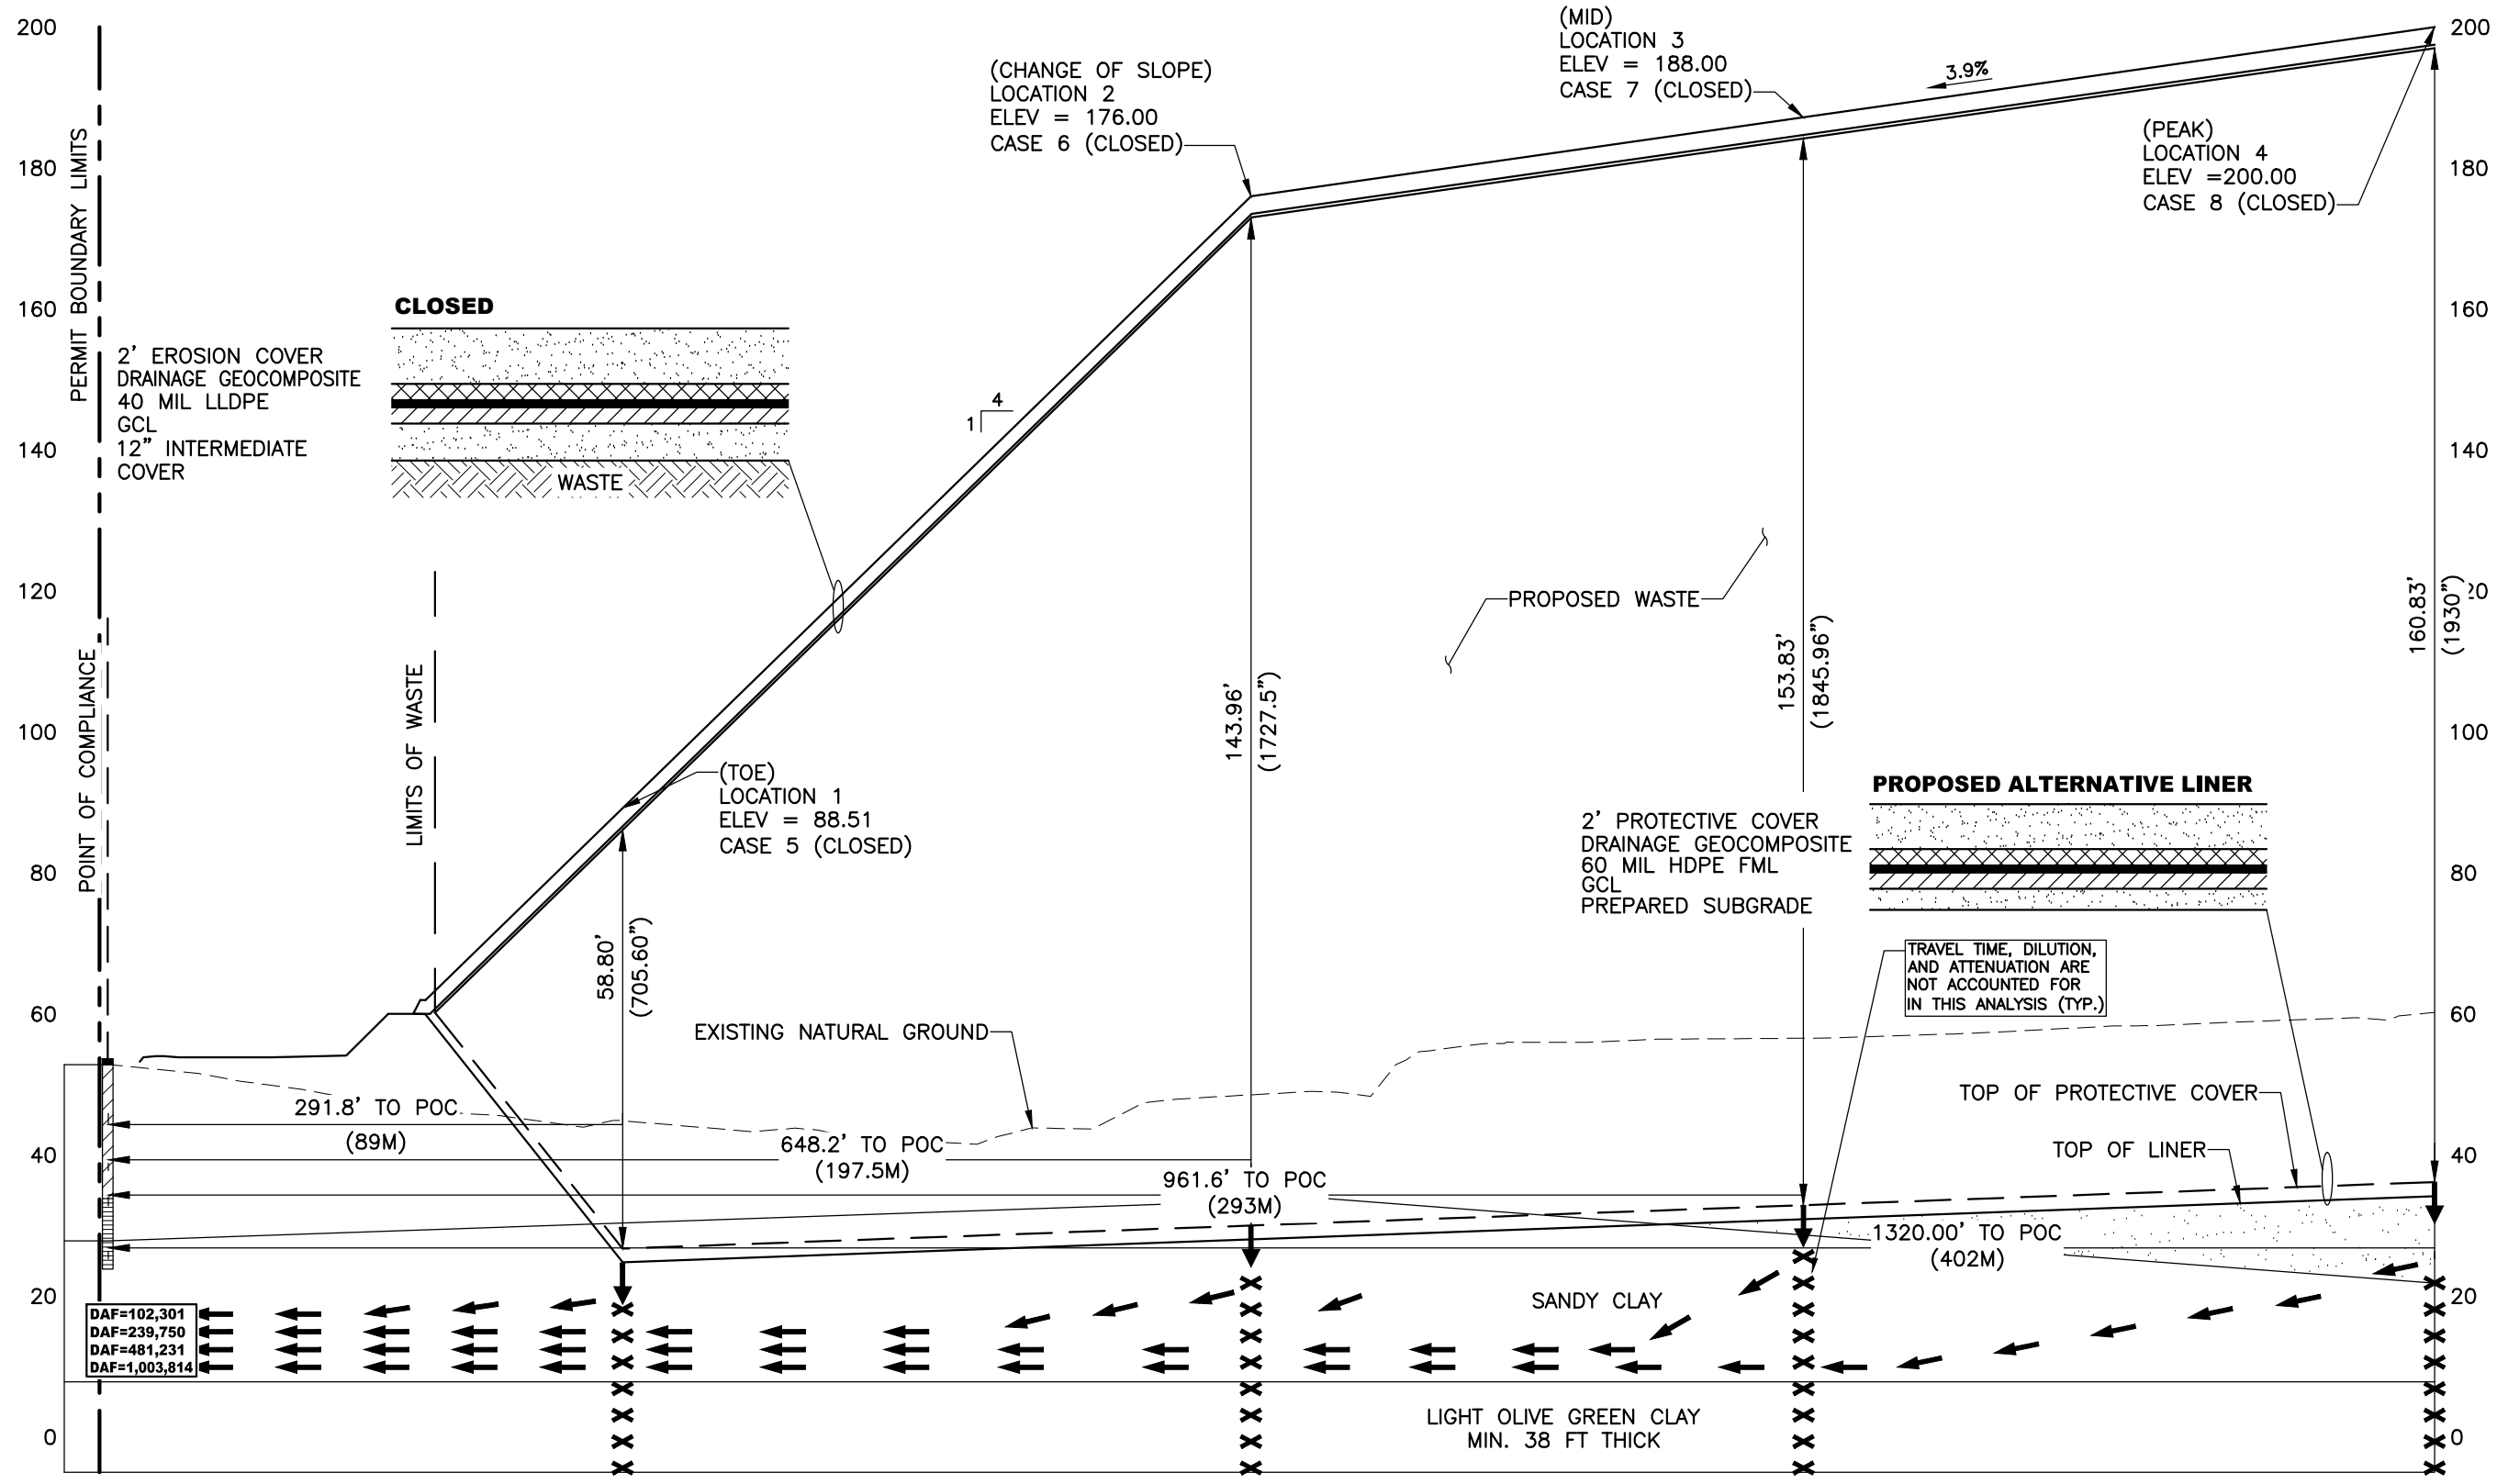 200
180
160
140
120
100
80
60
40
20
0
PERMIT BOUNDARY LIMITS
POINT OF COMPLIANCE
LIMITS OF WASTE
CLOSED
2' EROSION COVER
DRAINAGE GEOCOMPOSITE
40 MIL LLDPE
GCL
12" INTERMEDIATE
COVER
WASTE
(CHANGE OF SLOPE)
LOCATION 2
ELEV = 176.00
CASE 6 (CLOSED)
(MID)
LOCATION 3
ELEV = 188.00
CASE 7 (CLOSED)
3.9%
(PEAK)
LOCATION 4
ELEV =200.00
CASE 8 (CLOSED)
4
1
(TOE)
LOCATION 1
ELEV = 88.51
CASE 5 (CLOSED)
PROPOSED WASTE
58.80'
(705.60")
143.96'
(1727.5")
153.83'
(1845.96")
160.83'
(1930")
PROPOSED ALTERNATIVE LINER
2' PROTECTIVE COVER
DRAINAGE GEOCOMPOSITE
60 MIL HDPE FML
GCL
PREPARED SUBGRADE
TRAVEL TIME, DILUTION,
AND ATTENUATION ARE
NOT ACCOUNTED FOR
IN THIS ANALYSIS (TYP.)
EXISTING NATURAL GROUND
TOP OF PROTECTIVE COVER
TOP OF LINER
291.8' TO POC
(89M)
648.2' TO POC
(197.5M)
961.6' TO POC
(293M)
1320.00' TO POC
(402M)
SANDY CLAY
DAF=102,301
DAF=239,750
DAF=481,231
DAF=1,003,814
LIGHT OLIVE GREEN CLAY
MIN. 38 FT THICK
200
180
160
140
20
100
80
60
40
20
0